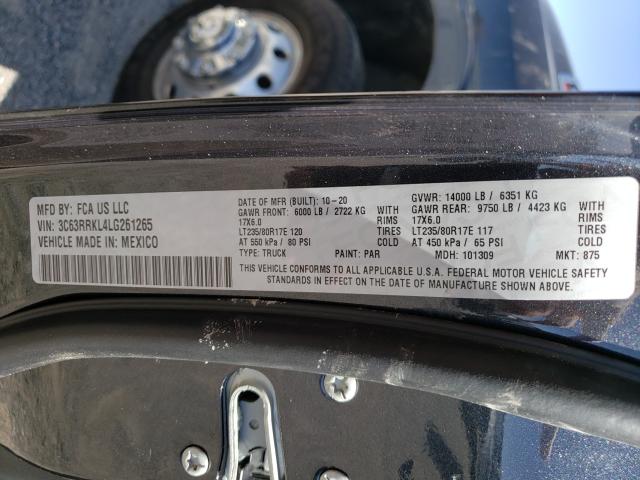 MFD BY: FCA US LLC
VIN: 3C63RRKL4LG261265
VEHICLE MADE IN: MEXICO
DATE OF MFR (BUILT): 10-20
GAWR FRONT: 6000 LB / 2722 KG WITH
17X6.0 RIMS
LT235/80R17E 120 TIRES
AT 550 kPa / 80 PSI
TYPE: TRUCK PAINT: PAR
GVWR: 14000 LB / 6351 KG
GAWR REAR: 9750 LB / 4423 KG WITH
17X6.0 RIMS
LT235/80R17E 117 TIRES
AT 450 kPa / 65 PSI
MDH: 101309 MKT: 875
THIS VEHICLE CONFORMS TO ALL APPLICABLE U.S.A. FEDERAL MOTOR VEHICLE SAFETY
STANDARDS IN EFFECT ON THE DATE OF MANUFACTURE SHOWN ABOVE.